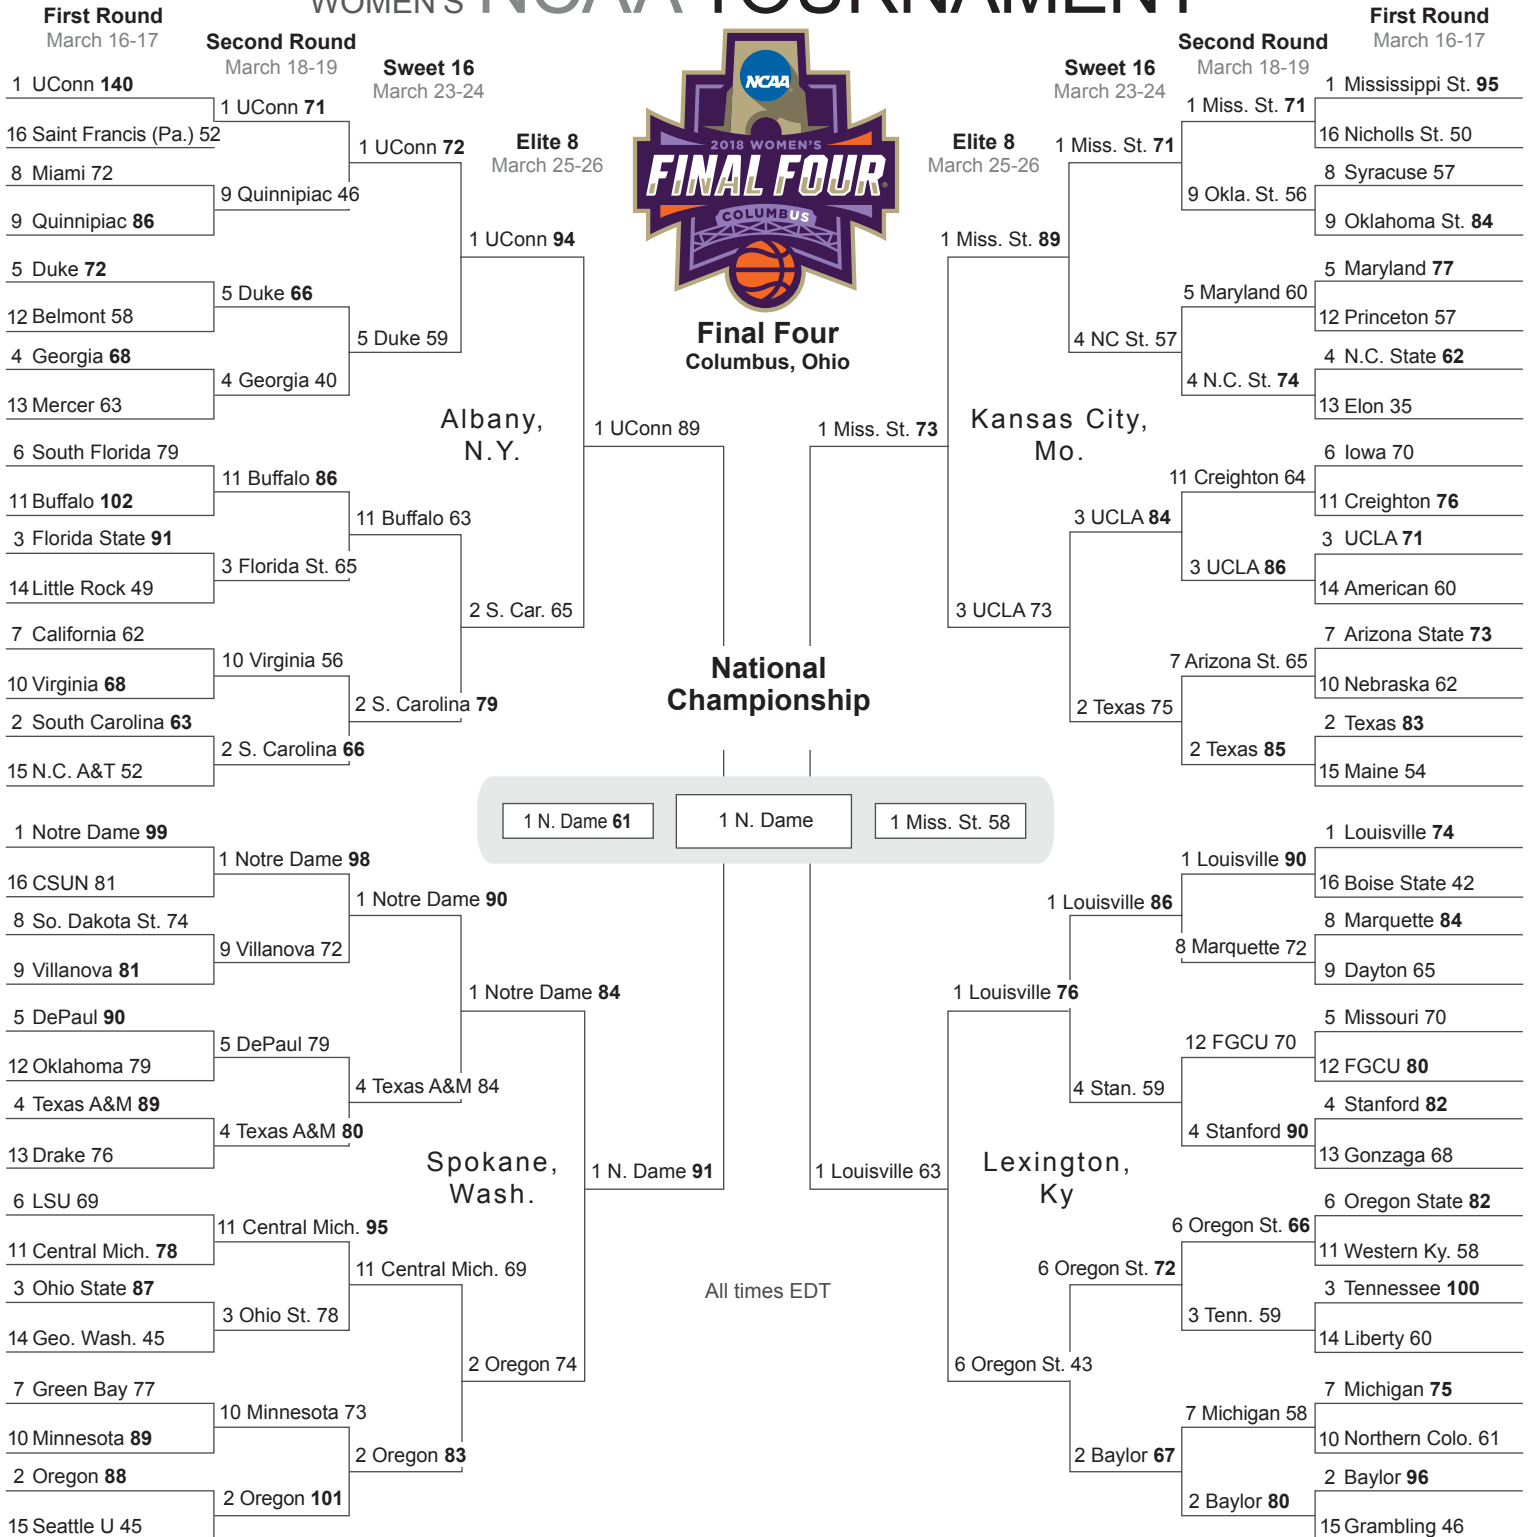 WOMEN'S NCAA TOURNAMENT
First Round
March 16-17
Second Round
March 18-19
Sweet 16
March 23-24
Elite 8
March 25-26
1 UConn 140
16 Saint Francis (Pa.) 52
8 Miami 72
9 Quinnipiac 86
5 Duke 72
12 Belmont 58
4 Georgia 68
13 Mercer 63
6 South Florida 79
11 Buffalo 102
3 Florida State 91
14 Little Rock 49
7 California 62
10 Virginia 68
2 South Carolina 63
15 N.C. A&T 52
1 UConn 71
9 Quinnipiac 46
5 Duke 66
4 Georgia 40
11 Buffalo 86
3 Florida St. 65
10 Virginia 56
2 S. Carolina 66
1 UConn 72
5 Duke 59
11 Buffalo 63
2 S. Carolina 79
1 UConn 94
2 S. Car. 65
Albany,
N.Y.
1 UConn 89
1 Notre Dame 99
16 CSUN 81
8 So. Dakota St. 74
9 Villanova 81
5 DePaul 90
12 Oklahoma 79
4 Texas A&M 89
13 Drake 76
6 LSU 69
11 Central Mich. 78
3 Ohio State 87
14 Geo. Wash. 45
7 Green Bay 77
10 Minnesota 89
2 Oregon 88
15 Seattle U 45
1 Notre Dame 98
9 Villanova 72
5 DePaul 79
4 Texas A&M 80
11 Central Mich. 95
3 Ohio St. 78
10 Minnesota 73
2 Oregon 101
1 Notre Dame 90
4 Texas A&M 84
11 Central Mich. 69
2 Oregon 83
1 Notre Dame 84
2 Oregon 74
Spokane,
Wash.
1 N. Dame 91
NCAA
2018 WOMEN'S
FINAL FOUR
®
COLUMBUS
Final Four
Columbus, Ohio
National
Championship
1 N. Dame 61
1 N. Dame
1 Miss. St. 58
All times EDT
Elite 8
March 25-26
Sweet 16
March 23-24
Second Round
March 18-19
First Round
March 16-17
1 Miss. St. 73
Kansas City,
Mo.
1 Miss. St. 89
3 UCLA 73
1 Miss. St. 71
4 NC St. 57
3 UCLA 84
2 Texas 75
1 Miss. St. 71
9 Okla. St. 56
5 Maryland 60
4 N.C. St. 74
11 Creighton 64
3 UCLA 86
7 Arizona St. 65
2 Texas 85
1 Mississippi St. 95
16 Nicholls St. 50
8 Syracuse 57
9 Oklahoma St. 84
5 Maryland 77
12 Princeton 57
4 N.C. State 62
13 Elon 35
6 Iowa 70
11 Creighton 76
3 UCLA 71
14 American 60
7 Arizona State 73
10 Nebraska 62
2 Texas 83
15 Maine 54
1 Louisville 63
Lexington,
Ky
1 Louisville 76
6 Oregon St. 43
1 Louisville 86
4 Stan. 59
6 Oregon St. 72
2 Baylor 67
1 Louisville 90
8 Marquette 72
12 FGCU 70
4 Stanford 90
6 Oregon St. 66
3 Tenn. 59
7 Michigan 58
2 Baylor 80
1 Louisville 74
16 Boise State 42
8 Marquette 84
9 Dayton 65
5 Missouri 70
12 FGCU 80
4 Stanford 82
13 Gonzaga 68
6 Oregon State 82
11 Western Ky. 58
3 Tennessee 100
14 Liberty 60
7 Michigan 75
10 Northern Colo. 61
2 Baylor 96
15 Grambling 46